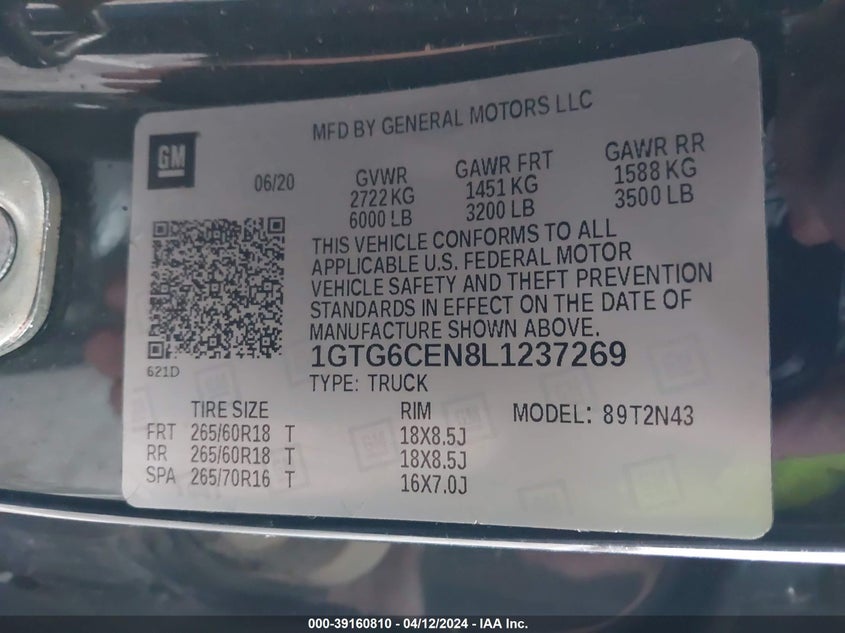 MFD BY GENERAL MOTORS LLC
GM
06/20
GVWR GAWR FRT GAWR RR
2722 KG 1451 KG 1588 KG
6000 LB 3200 LB 3500 LB
THIS VEHICLE CONFORMS TO ALL
APPLICABLE U.S. FEDERAL MOTOR
VEHICLE SAFETY AND THEFT PREVENTION
STANDARDS IN EFFECT ON THE DATE OF
MANUFACTURE SHOWN ABOVE.
1GTG6CEN8L1237269
621D
TYPE: TRUCK
TIRE SIZE RIM MODEL: 89T2N43
FRT 265/60R18 T 18X8.5J
RR 265/60R18 T 18X8.5J
SPA 265/70R16 T 16X7.0J
000-39160810 - 04/12/2024 - IAA Inc.